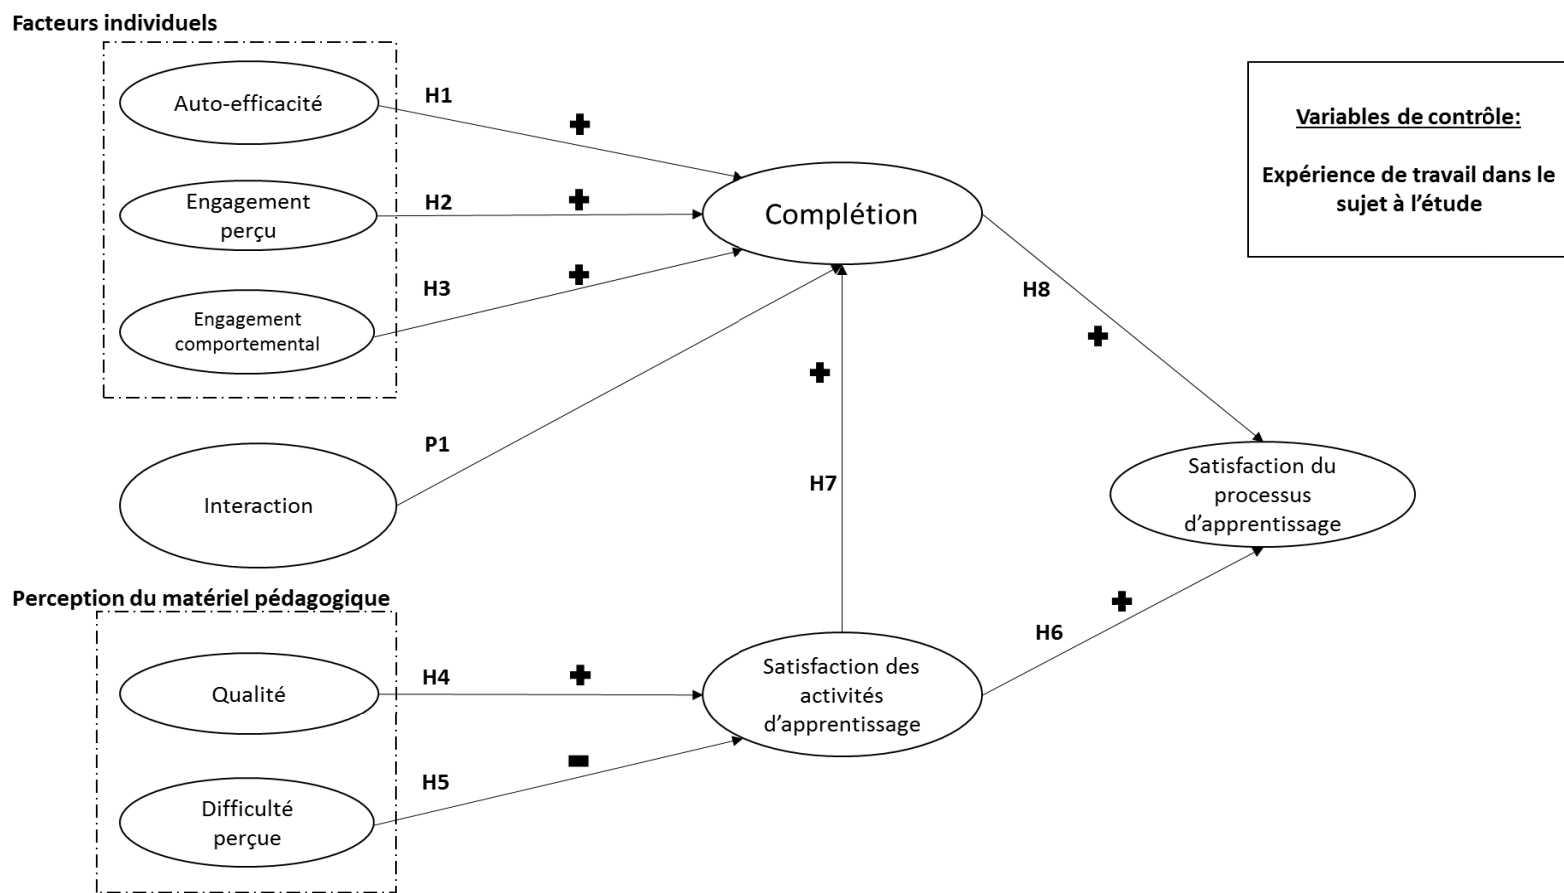 Facteurs individuels
Auto-efficacité
H1
+
Engagement
perçu
H2
+
Engagement
comportemental
H3
+
Complétion
Variables de contrôle:
Expérience de travail dans le
sujet à l'étude
H8
+
+
Interaction
P1
H7
Satisfaction du
processus
d'apprentissage
Perception du matériel pédagogique
Qualité
H4
+
Satisfaction des
activités
d'apprentissage
H6
+
Difficulté
perçue
H5
-